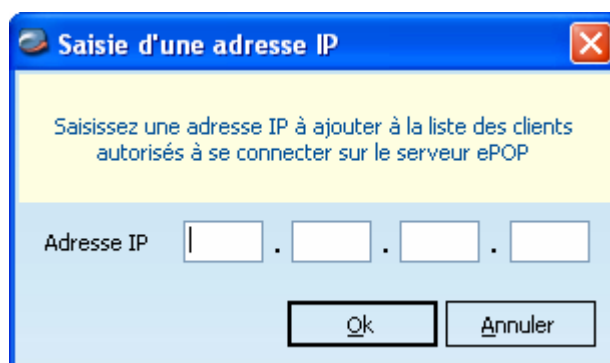 Saisie d'une adresse IP
Saisissez une adresse IP à ajouter à la liste des clients
autorisés à se connecter sur le serveur ePOP
Adresse IP . . .
Ok Annuler